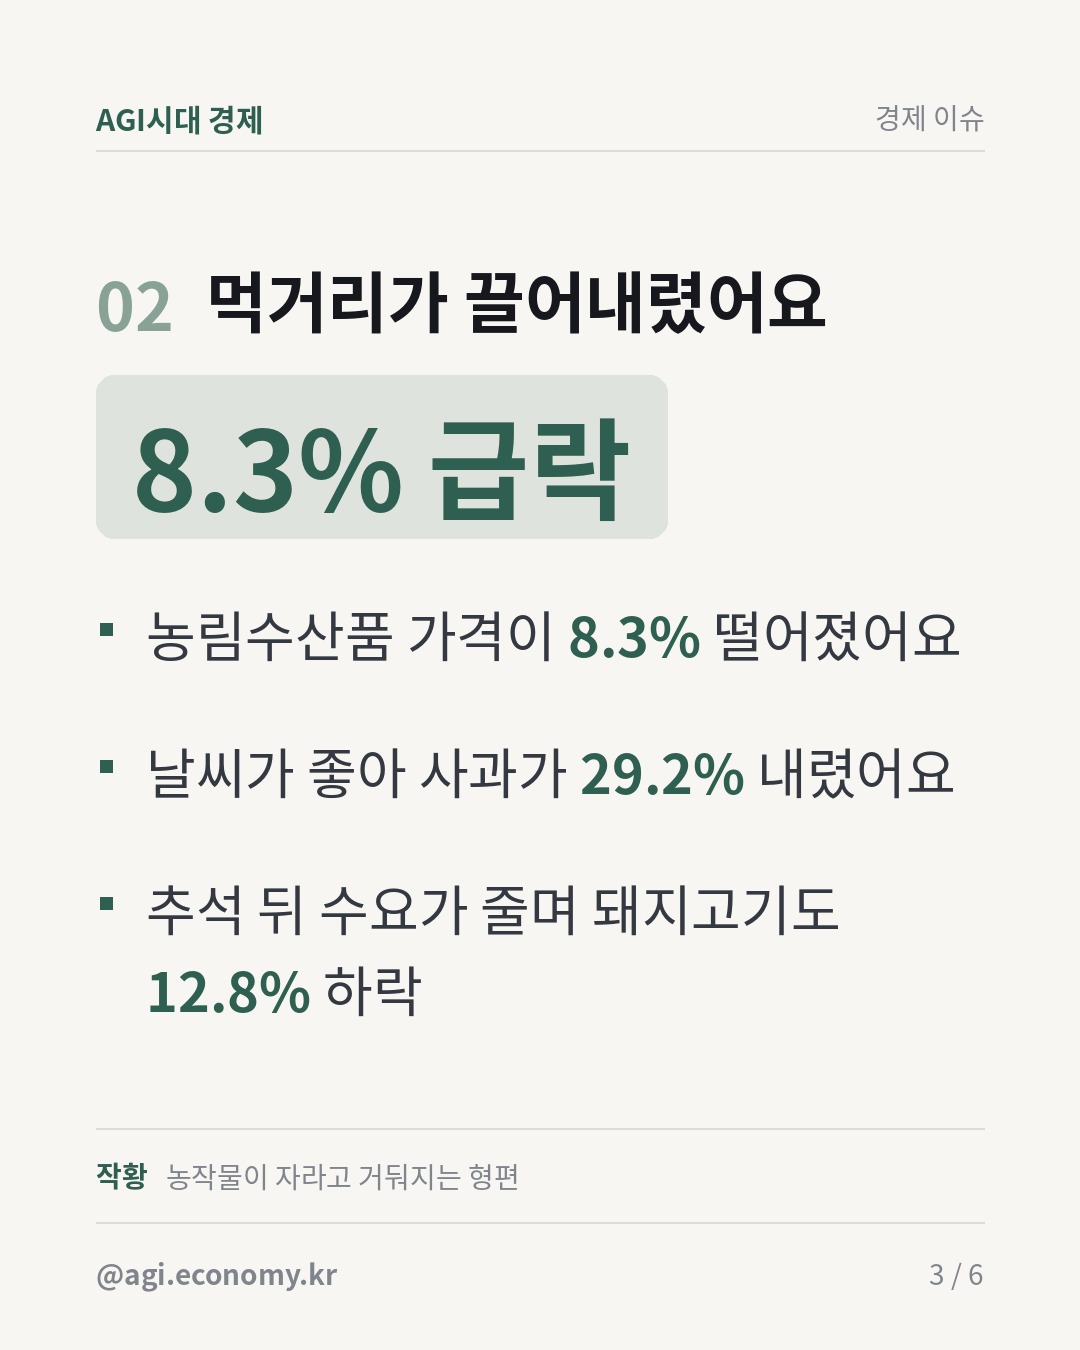 AGI시대 경제
경제 이슈
02 먹거리가 끌어내렸어요
8.3% 급락
농림수산품 가격이 8.3% 떨어졌어요
날씨가 좋아 사과가 29.2% 내렸어요
추석 뒤 수요가 줄며 돼지고기도
12.8% 하락
작황 농작물이 자라고 거둬지는 형편
@agi.economy.kr
3 / 6